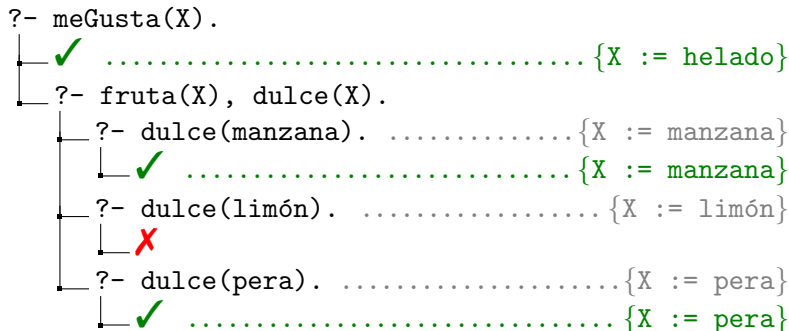 ?- meGusta(X).
✓ ................................... {X := helado}
?- fruta(X), dulce(X).
?- dulce(manzana). ..............{X := manzana}
✓ ............................ {X := manzana}
?- dulce(limón). .................. {X := limón}
✗
?- dulce(pera). .....................{X := pera}
✓ ................................ {X := pera}